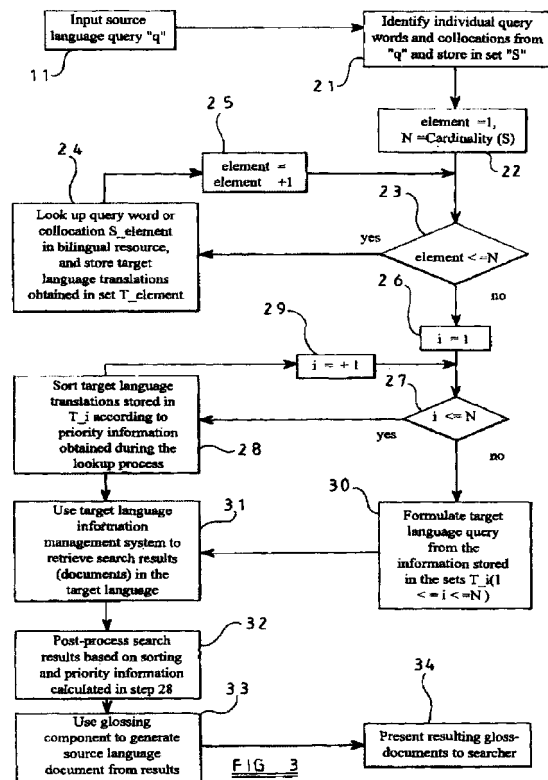 Input source
language query "q"
11
Identify individual query
words and collocations from
"q" and store in set "S"
21
element =1,
N =Cardinality (S)
22
25
element =
element +1
24
Look up query word or
collocation S_element
in bilingual resource,
and store target
language translations
obtained in set T_element
23
yes
element <=N
no
26
i = 1
29
i = + 1
27
i <= N
yes
no
Sort target language
translations stored in
T_i according to
priority information
obtained during the
lookup process
28
30
Formulate target
language query
from the
information stored
in the sets T_i(1
< = i < =N )
31
Use target language
information
management system to
retrieve search results
(documents) in the
target language
32
Post-process search
results based on sorting
and priority information
calculated in step 28
33
Use glossing
component to generate
source language
document from results
34
Present resulting gloss-
documents to searcher
FIG 3